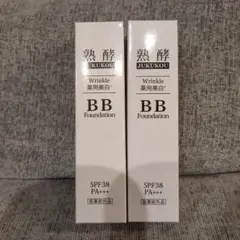 熟酵
JUKUKOU
Wrinkle
薬用美白*
BB
Foundation
SPF38
PA+++
医薬部外品
熟酵
JUKUKOU
Wrinkle
薬用美白*
BB
Foundation
SPF38
PA+++
医薬部外品